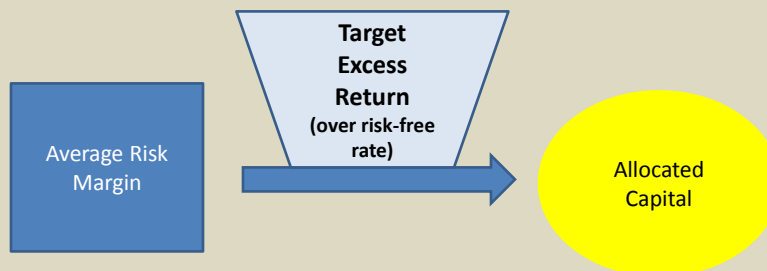 Target
Excess
Return
(over risk-free
rate)
Average Risk
Margin
Allocated
Capital